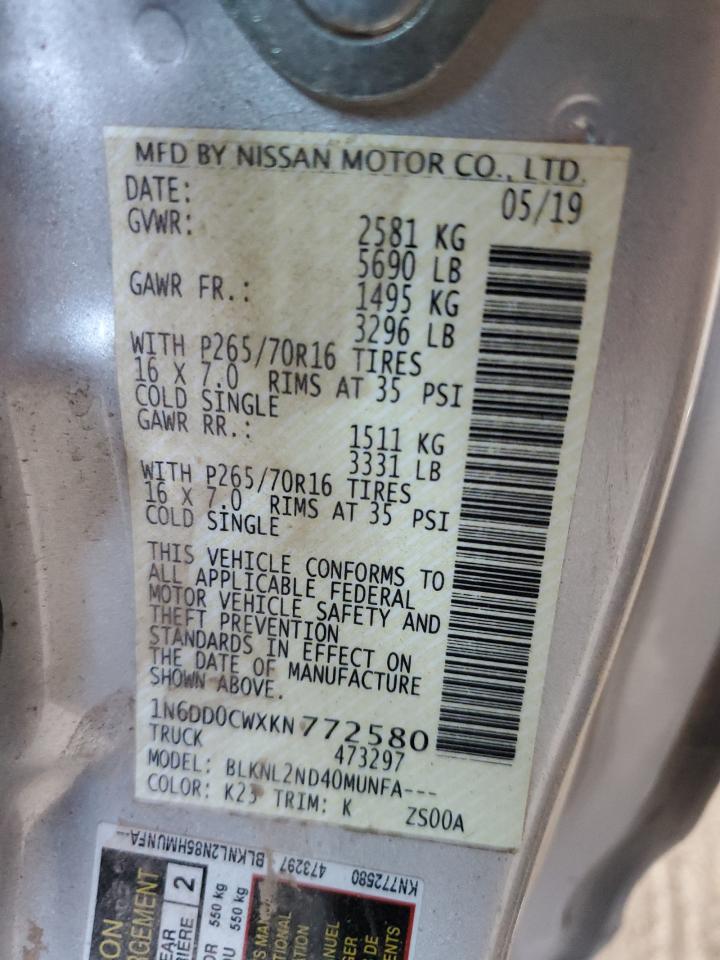 MFD BY NISSAN MOTOR CO., LTD.
DATE: 05/19
GVWR: 2581 KG
5690 LB
GAWR FR.: 1495 KG
3296 LB
WITH P265/70R16 TIRES
16 X 7.0 RIMS AT 35 PSI
COLD SINGLE
GAWR RR.: 1511 KG
3331 LB
WITH P265/70R16 TIRES
16 X 7.0 RIMS AT 35 PSI
COLD SINGLE
THIS VEHICLE CONFORMS TO
ALL APPLICABLE FEDERAL
MOTOR VEHICLE SAFETY AND
THEFT PREVENTION
STANDARDS IN EFFECT ON
THE DATE OF MANUFACTURE
SHOWN ABOVE.
1N6DD0CWXKN772580
TRUCK 473297
MODEL: BLKNL2ND40MUNFA---
COLOR: K23 TRIM: K ZS00A
KN772580 473297 BLKNL2N85HMUNFA--
2
550 kg
550 kg